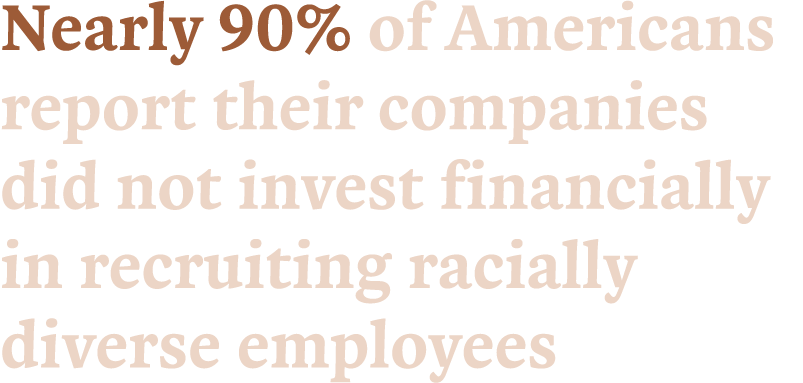 Nearly 90% of Americans
report their companies
did not invest financially
in recruiting racially
diverse employees